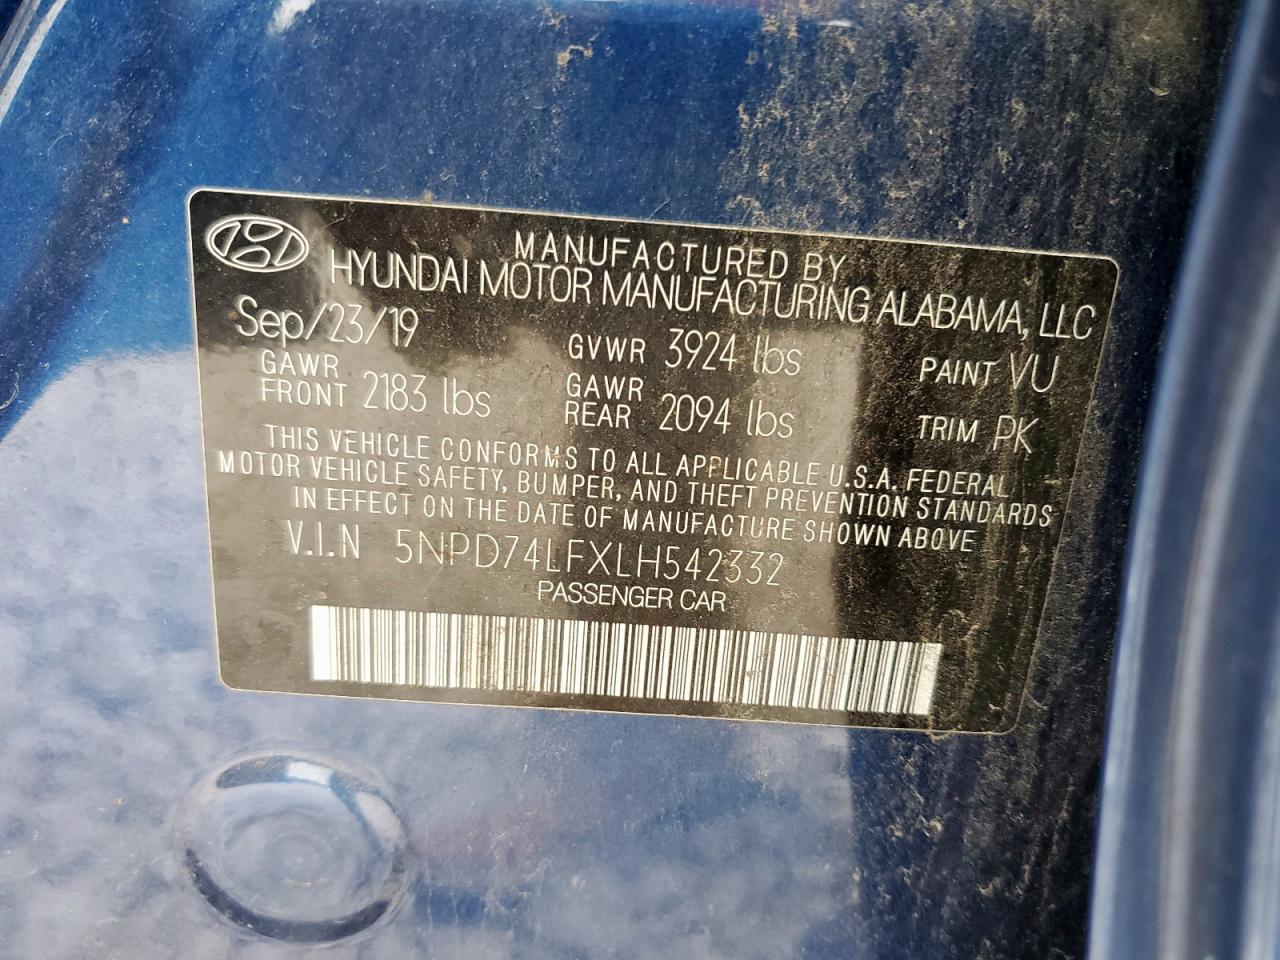 MANUFACTURED BY
HYUNDAI MOTOR MANUFACTURING ALABAMA, LLC
Sep/23/19 GVWR 3924 lbs PAINT VU
GAWR FRONT 2183 lbs GAWR REAR 2094 lbs TRIM PK
THIS VEHICLE CONFORMS TO ALL APPLICABLE U.S.A. FEDERAL
MOTOR VEHICLE SAFETY, BUMPER, AND THEFT PREVENTION STANDARDS
IN EFFECT ON THE DATE OF MANUFACTURE SHOWN ABOVE
V.I.N 5NPD74LFXLH542332
PASSENGER CAR